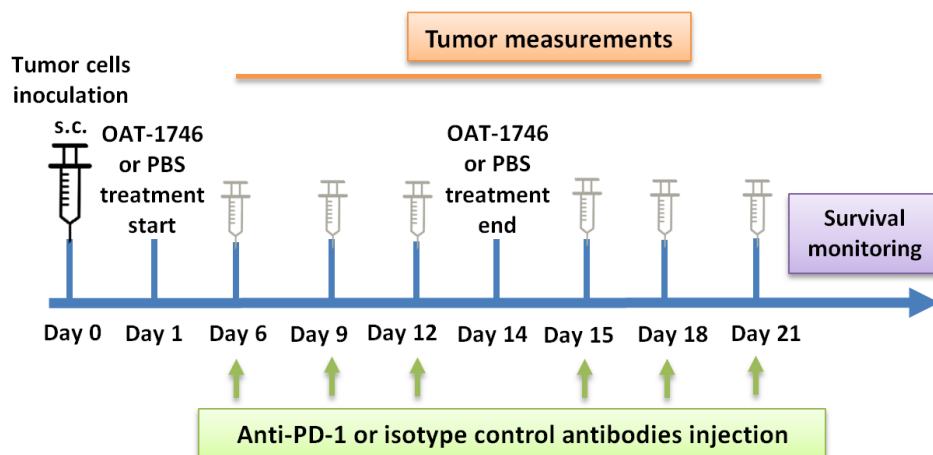 Tumor measurements
Tumor cells
inoculation
s.c.
OAT-1746
or PBS
treatment
start
OAT-1746
or PBS
treatment
end
Survival
monitoring
Day 0 Day 1 Day 6 Day 9 Day 12 Day 14 Day 15 Day 18 Day 21
Anti-PD-1 or isotype control antibodies injection